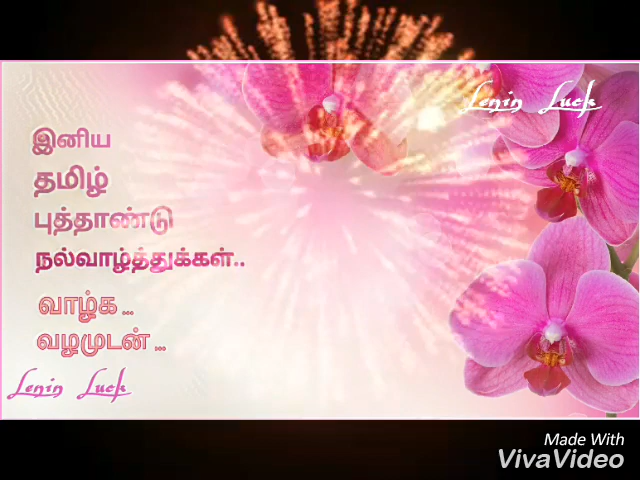 Lenin Luck
இனிய
தமிழ்
புத்தாண்டு
நல்வாழ்த்துக்கள்..
வாழ்க ...
வழமுடன் ...
Lenin Luck
Made With
VivaVideo